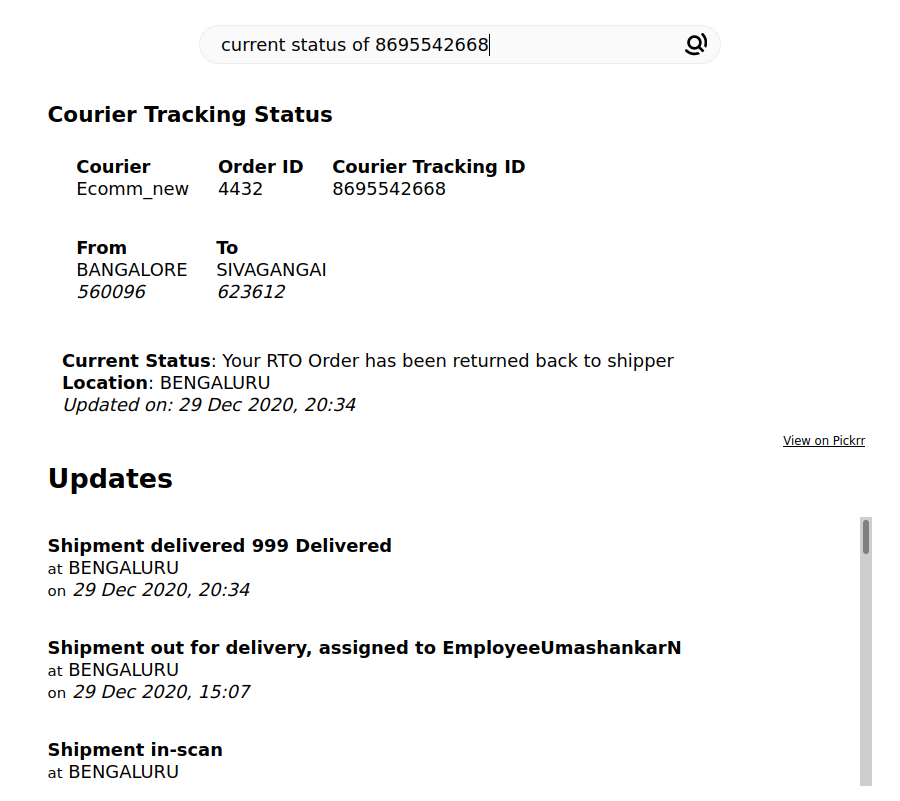 current status of 8695542668
Courier Tracking Status
Courier Order ID Courier Tracking ID
Ecomm_new 4432 8695542668
From To
BANGALORE SIVAGANGAI
560096 623612
Current Status: Your RTO Order has been returned back to shipper
Location: BENGALURU
Updated on: 29 Dec 2020, 20:34
View on Pickrr
Updates
Shipment delivered 999 Delivered
at BENGALURU
on 29 Dec 2020, 20:34
Shipment out for delivery, assigned to EmployeeUmashankarN
at BENGALURU
on 29 Dec 2020, 15:07
Shipment in-scan
at BENGALURU